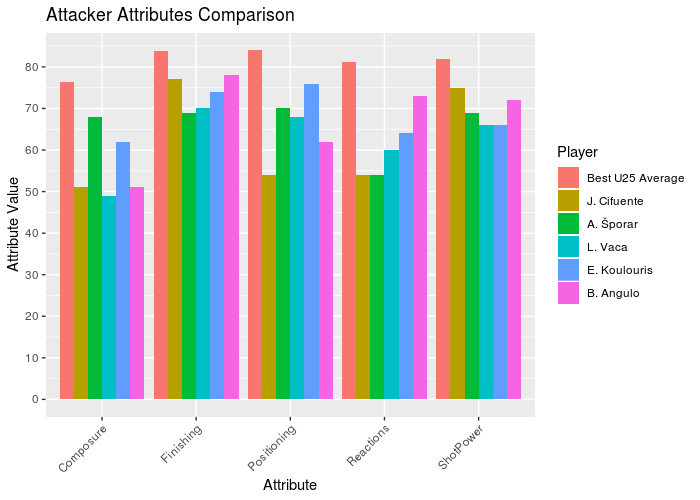 Attacker Attributes Comparison
Attribute Value
80
70
60
50
40
30
20
10
0
Composure
Finishing
Positioning
Reactions
ShotPower
Attribute
Player
Best U25 Average
J. Cifuente
A. Šporar
L. Vaca
E. Koulouris
B. Angulo